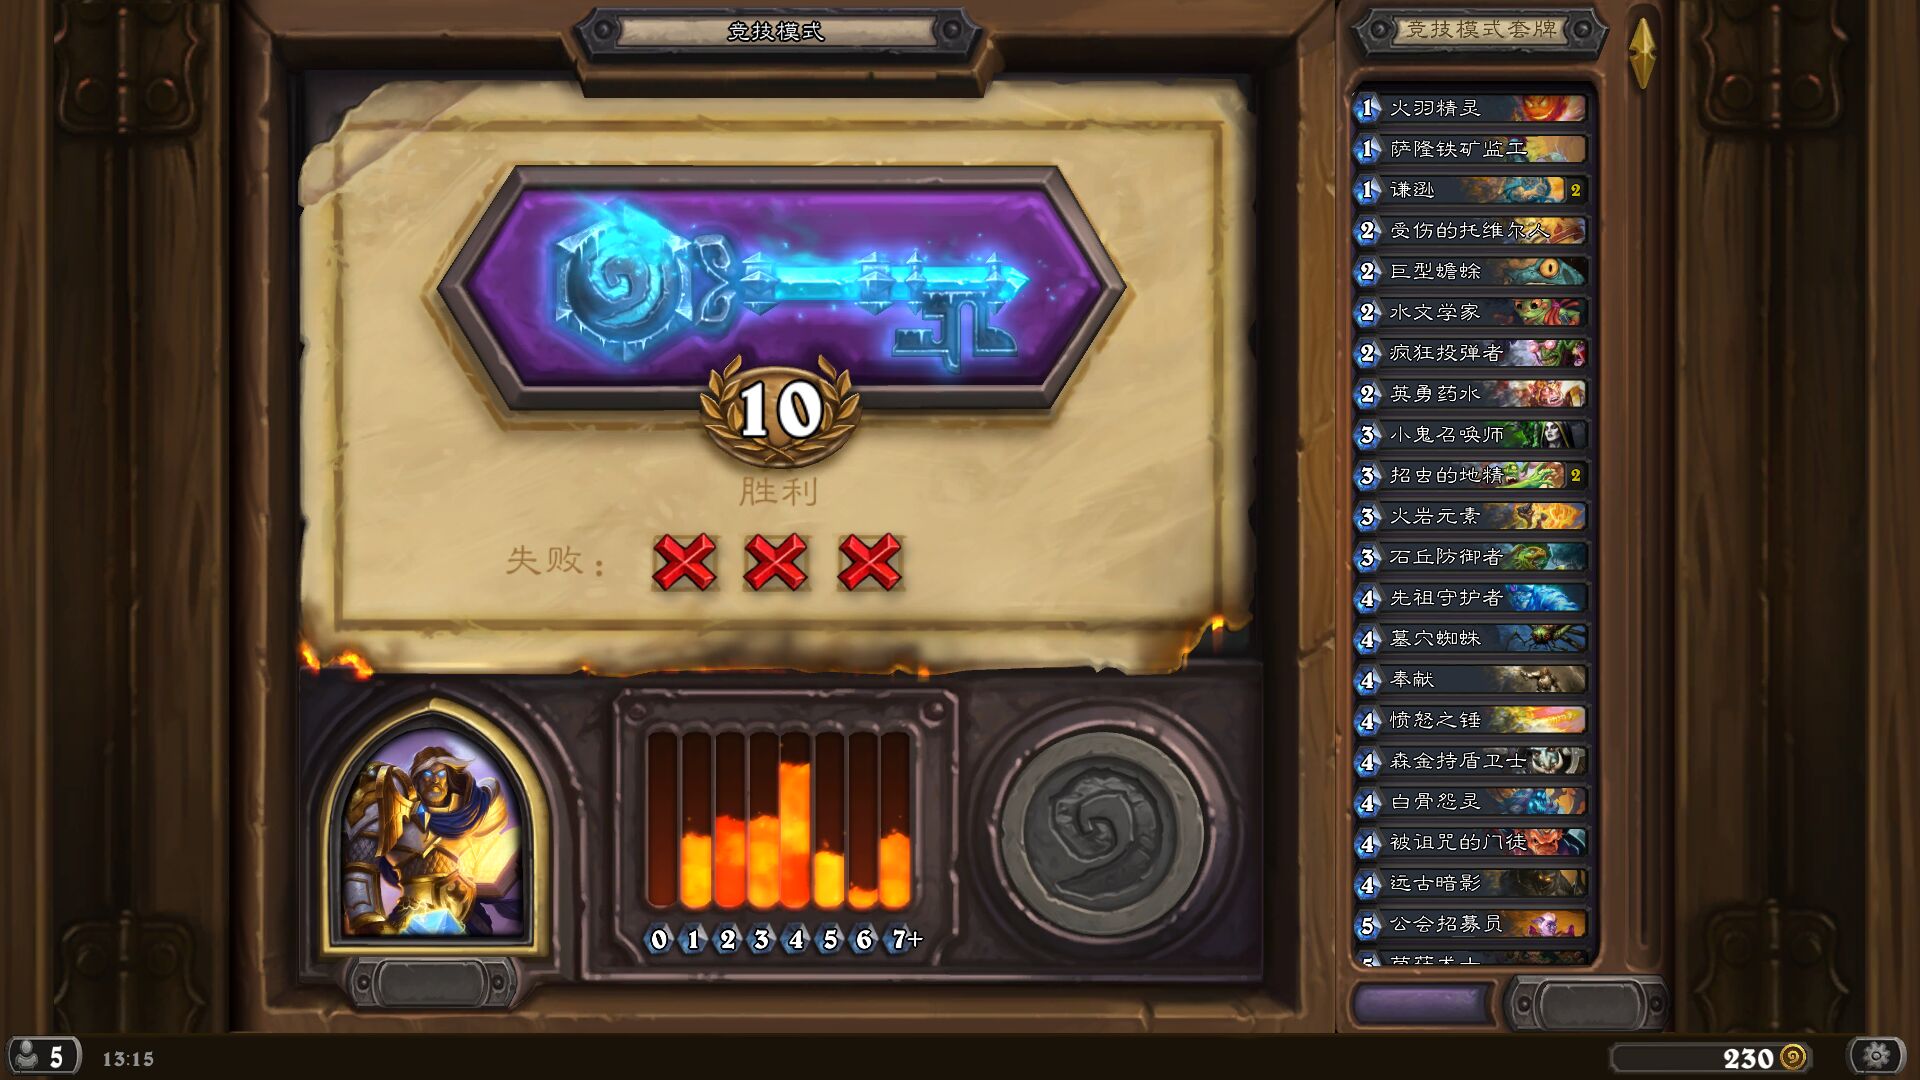 竞技模式
竞技模式套牌
10
胜利
失败：
0 1 2 3 4 5 6 7+
1 火羽精灵
1 萨隆铁矿监工
1 谦逊 2
2 受伤的托维尔人
2 巨型蟾蜍
2 水文学家
2 疯狂投弹者
2 英勇药水
3 小鬼召唤师
3 招虫的地精 2
3 火岩元素
3 石丘防御者
4 先祖守护者
4 墓穴蜘蛛
4 奉献
4 愤怒之锤
4 森金持盾卫士
4 白骨怨灵
4 被诅咒的门徒
4 远古暗影
5 公会招募员
5
5 13:15
230